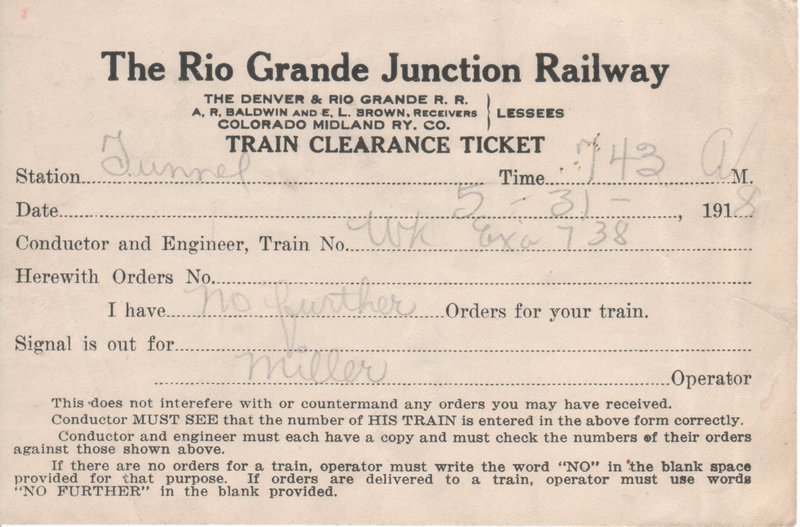 The Rio Grande Junction Railway
THE DENVER & RIO GRANDE R. R.
A, R, BALDWIN AND E, L. BROWN, RECEIVERS
COLORADO MIDLAND RY. CO.
LESSEES
TRAIN CLEARANCE TICKET
Station Tunnel Time 743 A M.
Date 5-31-, 1918
Conductor and Engineer, Train No. Wk Exa 738
Herewith Orders No.
I have no further Orders for your train.
Signal is out for
Miller Operator
This does not interefere with or countermand any orders you may have received.
Conductor MUST SEE that the number of HIS TRAIN is entered in the above form correctly.
Conductor and engineer must each have a copy and must check the numbers of their orders
against those shown above.
If there are no orders for a train, operator must write the word "NO" in the blank space
provided for that purpose. If orders are delivered to a train, operator must use words
"NO FURTHER" in the blank provided.